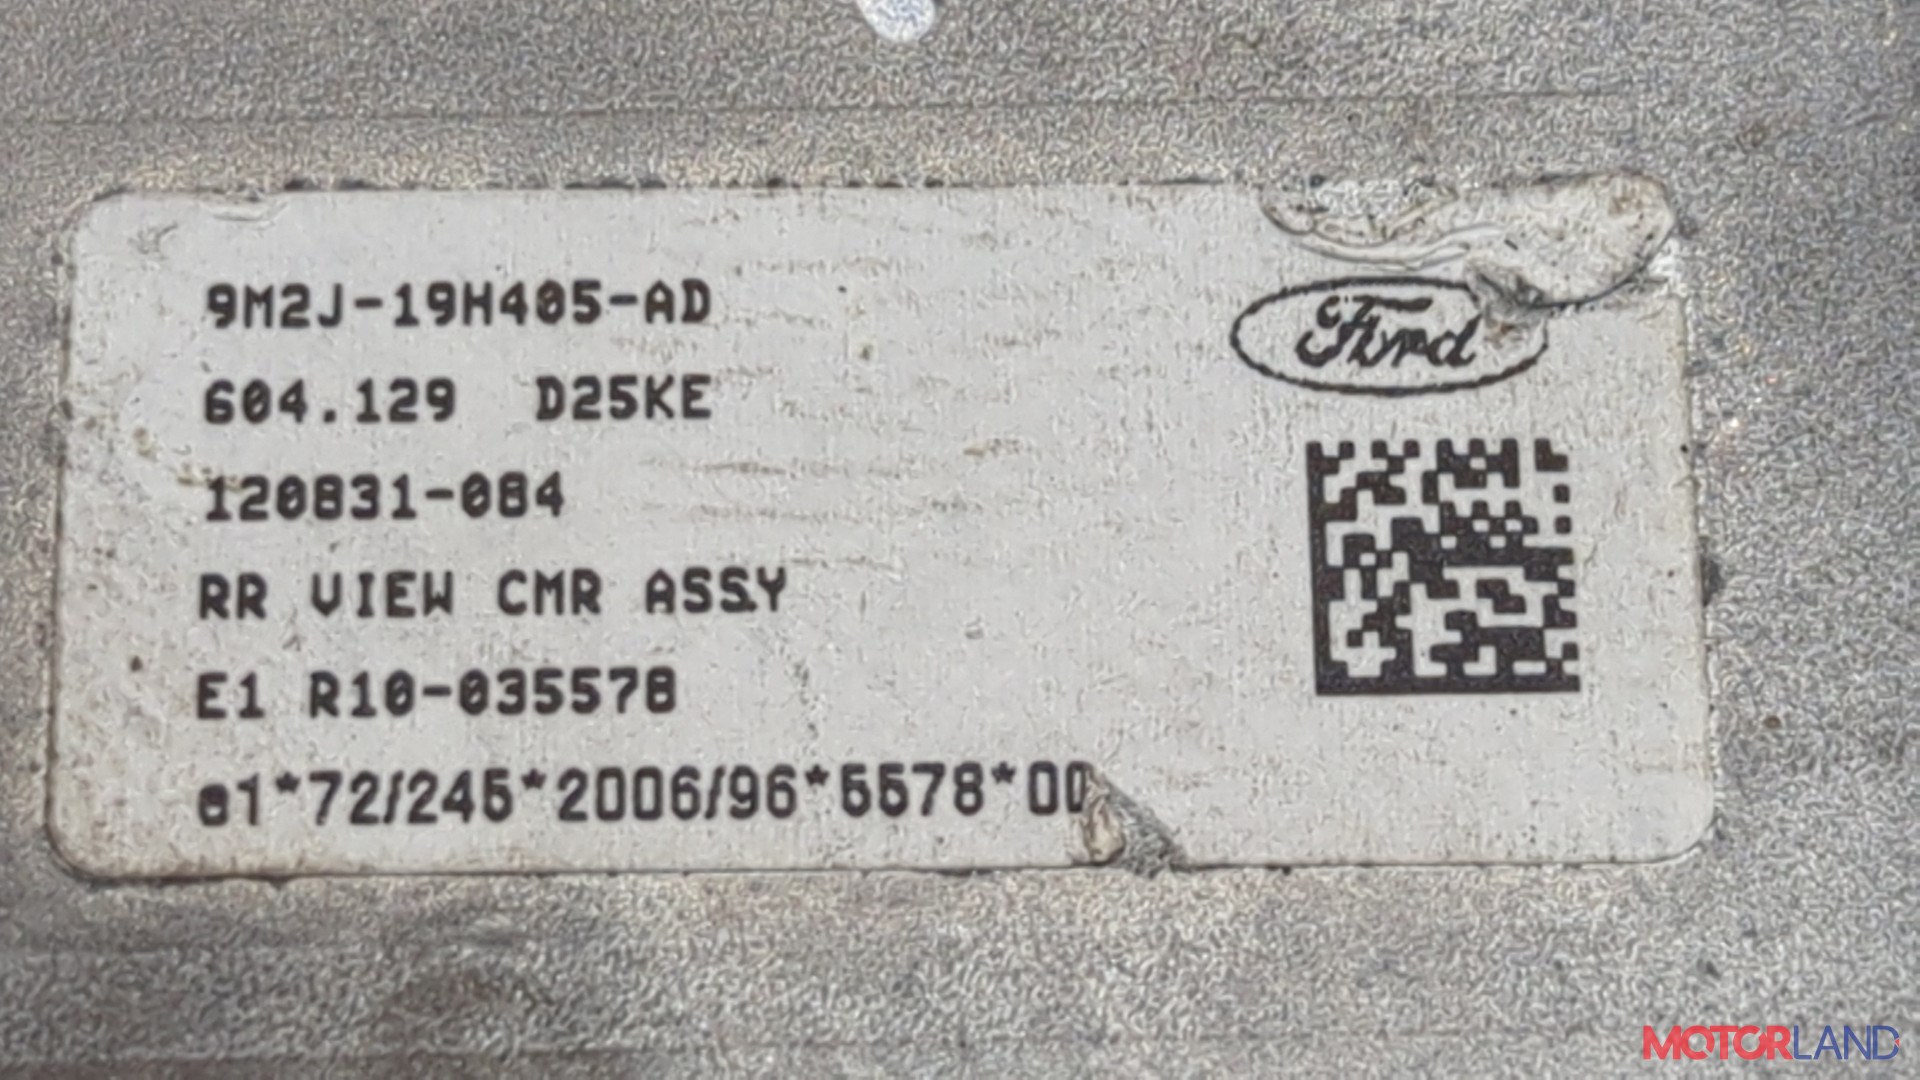 9M2J-19H405-AD
Ford
604.129 D25KE
120831-084
RR VIEW CMR ASSY
E1 R10-035578
e1*72/245*2006/96*5578*00
MOTORLAND